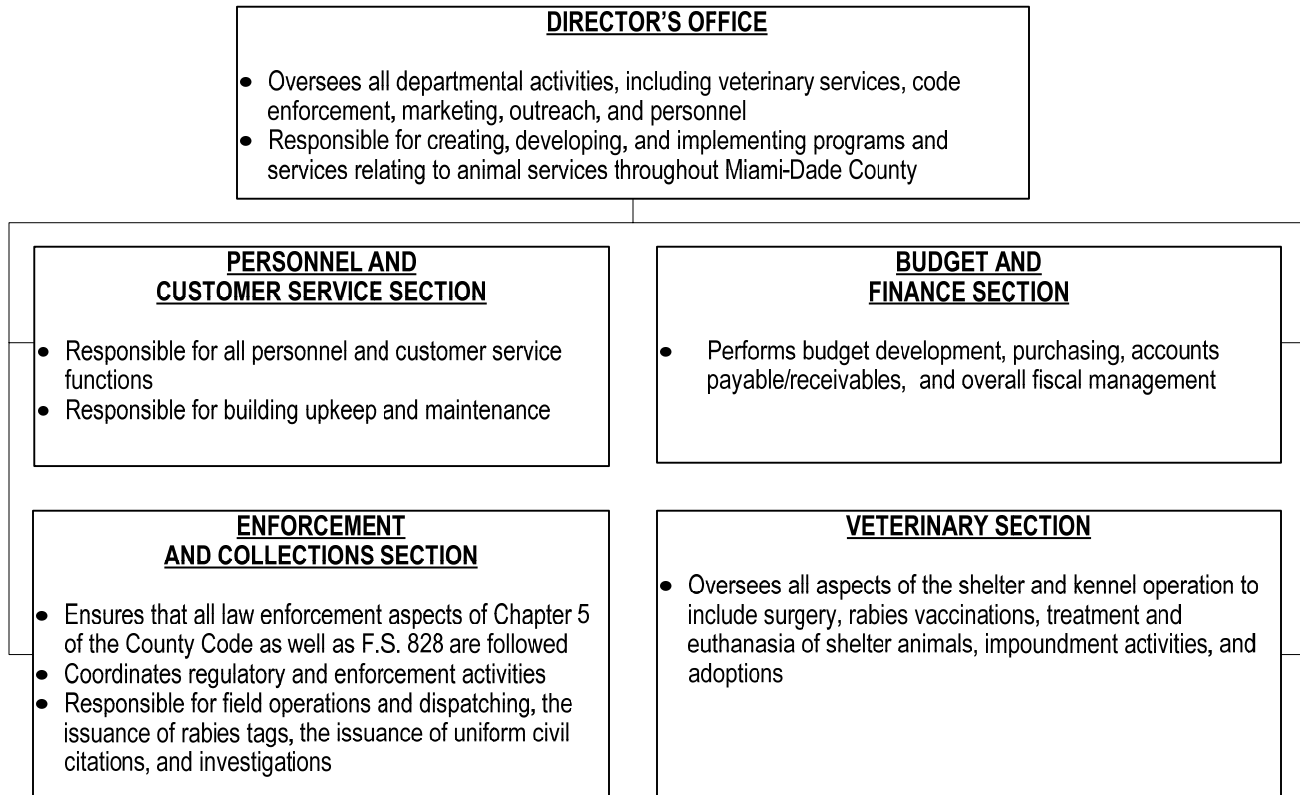 DIRECTOR'S OFFICE
• Oversees all departmental activities, including veterinary services, code
enforcement, marketing, outreach, and personnel
• Responsible for creating, developing, and implementing programs and
services relating to animal services throughout Miami-Dade County
PERSONNEL AND
CUSTOMER SERVICE SECTION
• Responsible for all personnel and customer service
functions
• Responsible for building upkeep and maintenance
BUDGET AND
FINANCE SECTION
• Performs budget development, purchasing, accounts
payable/receivables, and overall fiscal management
ENFORCEMENT
AND COLLECTIONS SECTION
• Ensures that all law enforcement aspects of Chapter 5
of the County Code as well as F.S. 828 are followed
• Coordinates regulatory and enforcement activities
• Responsible for field operations and dispatching, the
issuance of rabies tags, the issuance of uniform civil
citations, and investigations
VETERINARY SECTION
• Oversees all aspects of the shelter and kennel operation to
include surgery, rabies vaccinations, treatment and
euthanasia of shelter animals, impoundment activities, and
adoptions